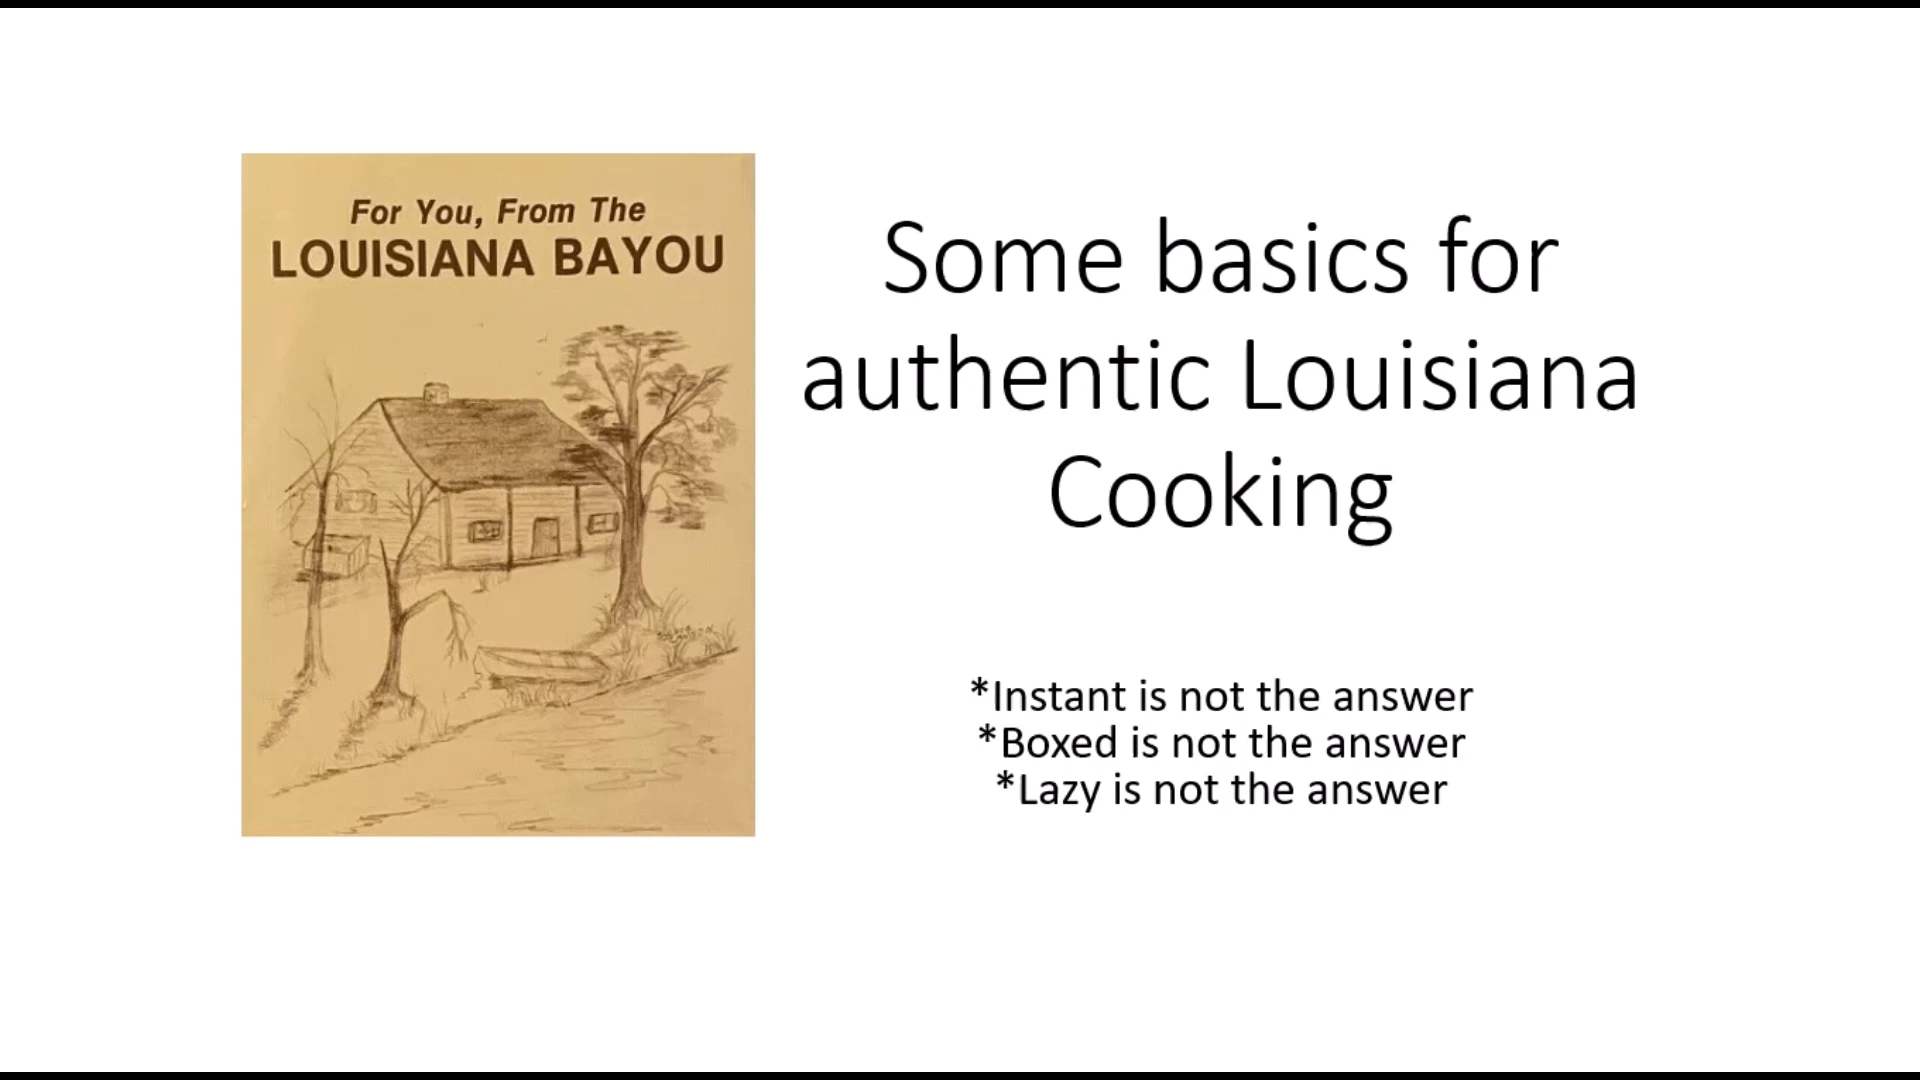 For You, From The
LOUISIANA BAYOU
Some basics for
authentic Louisiana
Cooking
*Instant is not the answer
*Boxed is not the answer
*Lazy is not the answer